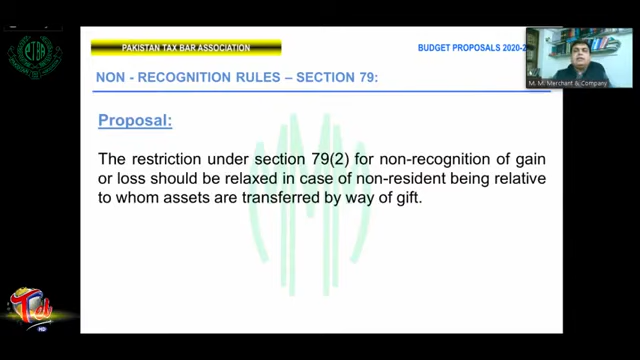 PTBA
PAKISTAN TAX BAR ASSOCIATION
BUDGET PROPOSALS 2020-2
NON - RECOGNITION RULES – SECTION 79:
M. M. Merchant & Company
Proposal:
The restriction under section 79(2) for non-recognition of gain
or loss should be relaxed in case of non-resident being relative
to whom assets are transferred by way of gift.
HD